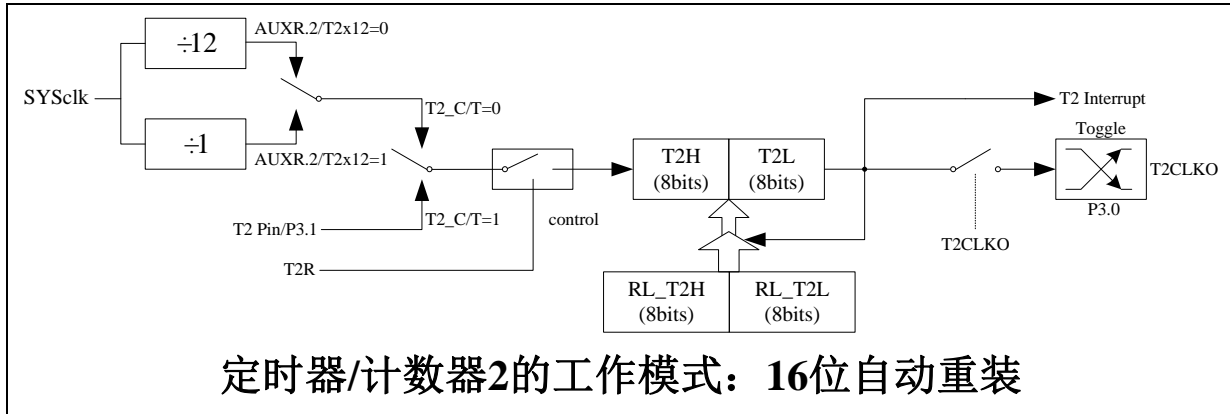 ÷12
AUXR.2/T2x12=0
SYSclk
T2_C/T=0
÷1
AUXR.2/T2x12=1
T2 Pin/P3.1
T2_C/T=1
T2R
control
T2H
(8bits)
T2L
(8bits)
RL_T2H
(8bits)
RL_T2L
(8bits)
T2 Interrupt
Toggle
T2CLKO
P3.0
T2CLKO
定时器/计数器2的工作模式：16位自动重装